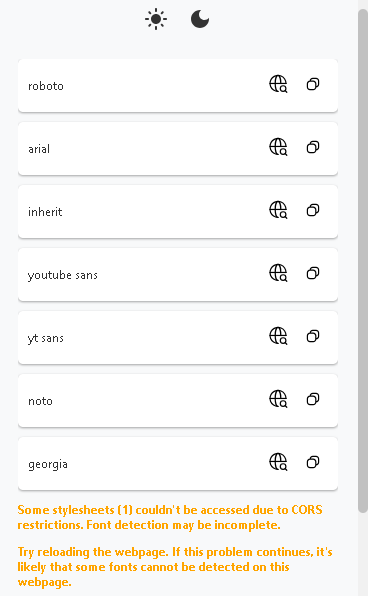 roboto
arial
inherit
youtube sans
yt sans
noto
georgia
Some stylesheets (1) couldn't be accessed due to CORS
restrictions. Font detection may be incomplete.
Try reloading the webpage. If this problem continues, it's
likely that some fonts cannot be detected on this
webpage.